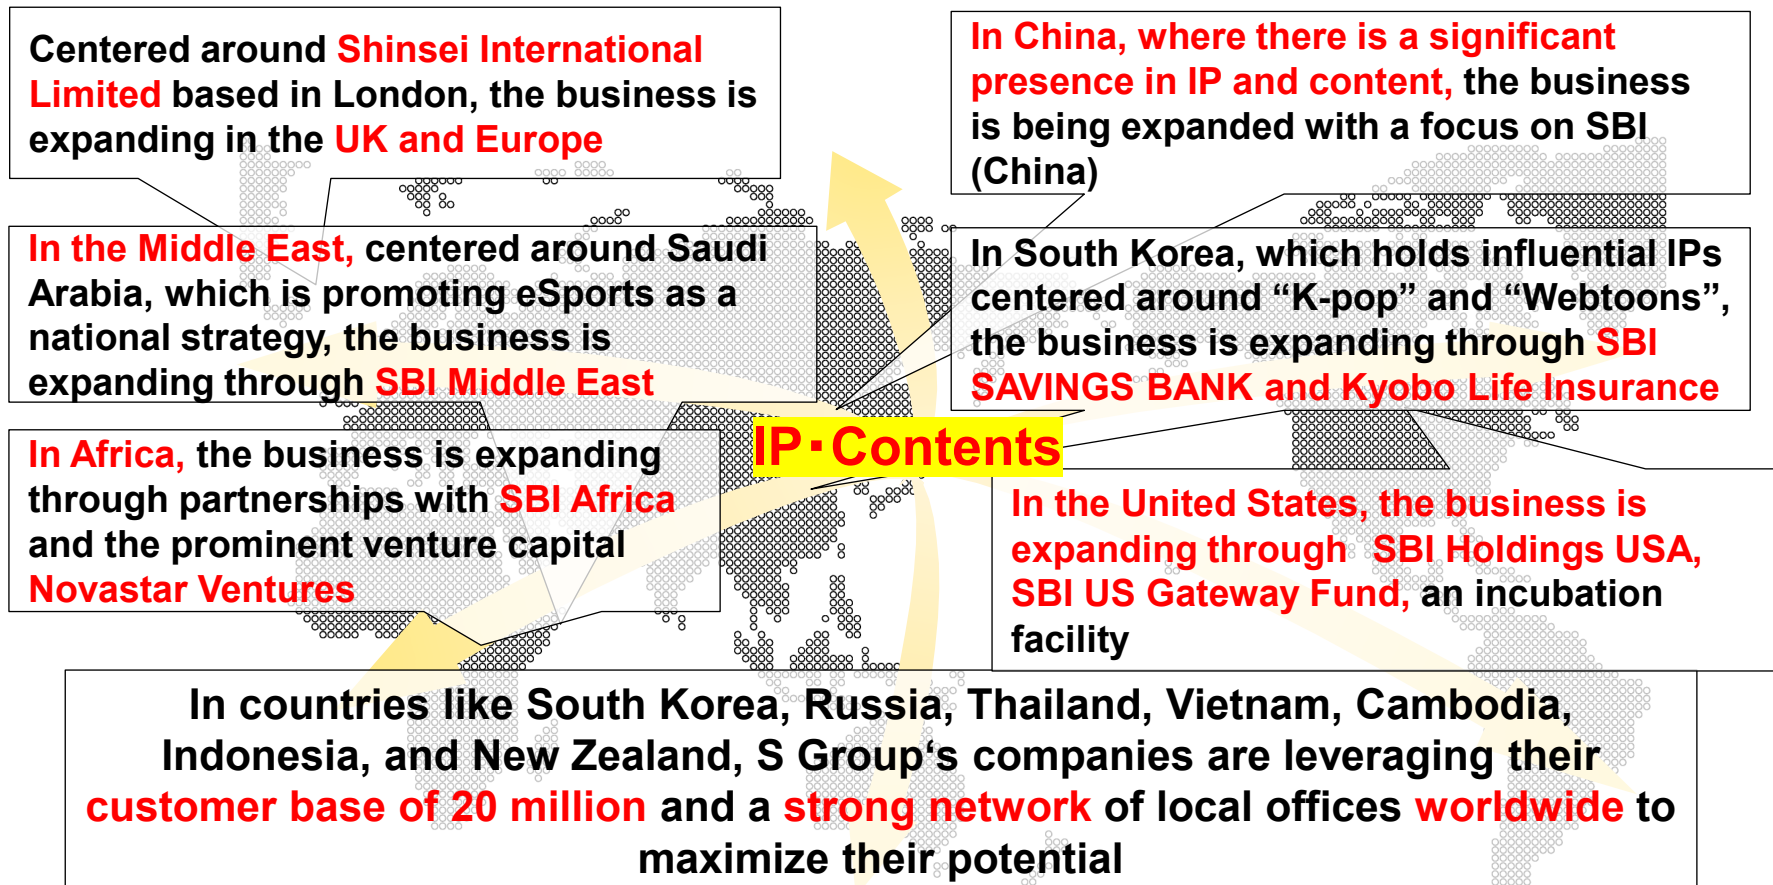 Centered around Shinsei International
Limited based in London, the business is
expanding in the UK and Europe
In China, where there is a significant
presence in IP and content, the business
is being expanded with a focus on SBI
(China)
In the Middle East, centered around Saudi
Arabia, which is promoting eSports as a
national strategy, the business is
expanding through SBI Middle East
In South Korea, which holds influential IPs
centered around “K-pop” and “Webtoons”,
the business is expanding through SBI
SAVINGS BANK and Kyobo Life Insurance
IP・Contents
In Africa, the business is expanding
through partnerships with SBI Africa
and the prominent venture capital
Novastar Ventures
In the United States, the business is
expanding through SBI Holdings USA,
SBI US Gateway Fund, an incubation
facility
In countries like South Korea, Russia, Thailand, Vietnam, Cambodia,
Indonesia, and New Zealand, S Group‘s companies are leveraging their
customer base of 20 million and a strong network of local offices worldwide to
maximize their potential